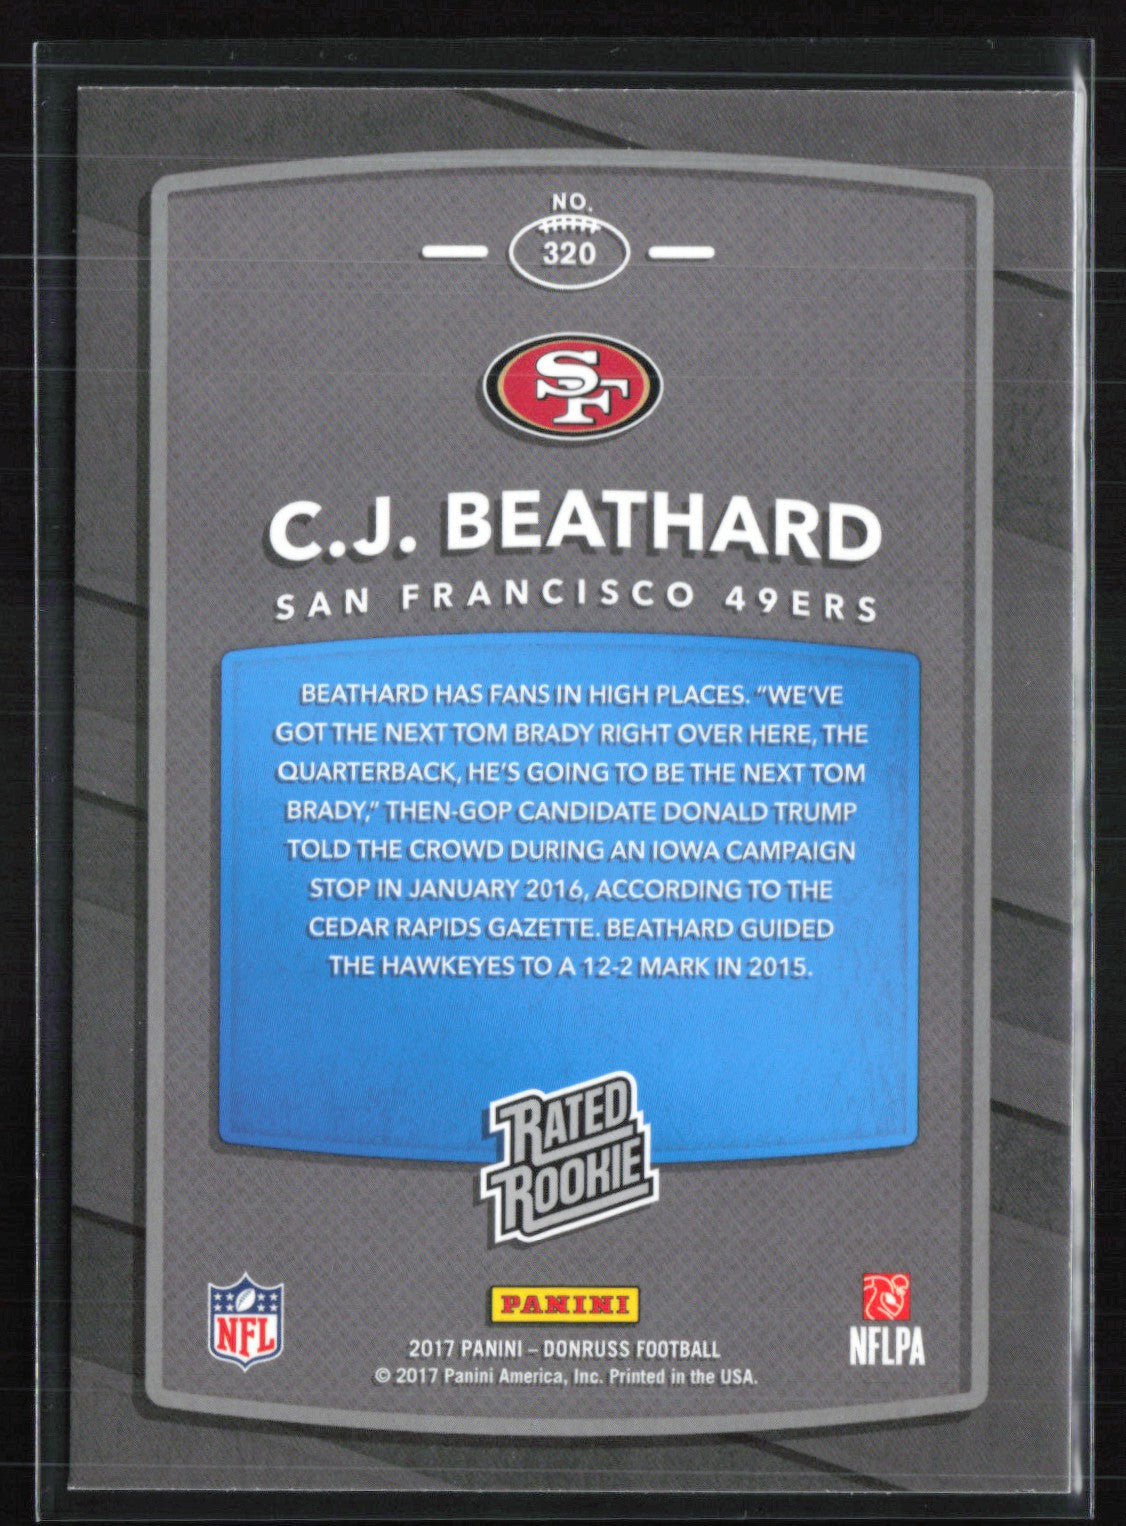 NO.
320
SF
C.J. BEATHARD
SAN FRANCISCO 49ERS
BEATHARD HAS FANS IN HIGH PLACES. “WE’VE
GOT THE NEXT TOM BRADY RIGHT OVER HERE, THE
QUARTERBACK, HE’S GOING TO BE THE NEXT TOM
BRADY,” THEN-GOP CANDIDATE DONALD TRUMP
TOLD THE CROWD DURING AN IOWA CAMPAIGN
STOP IN JANUARY 2016, ACCORDING TO THE
CEDAR RAPIDS GAZETTE. BEATHARD GUIDED
THE HAWKEYES TO A 12-2 MARK IN 2015.
RATED
ROOKIE
NFL
PANINI
NFLPA
2017 PANINI – DONRUSS FOOTBALL
© 2017 Panini America, Inc. Printed in the USA.